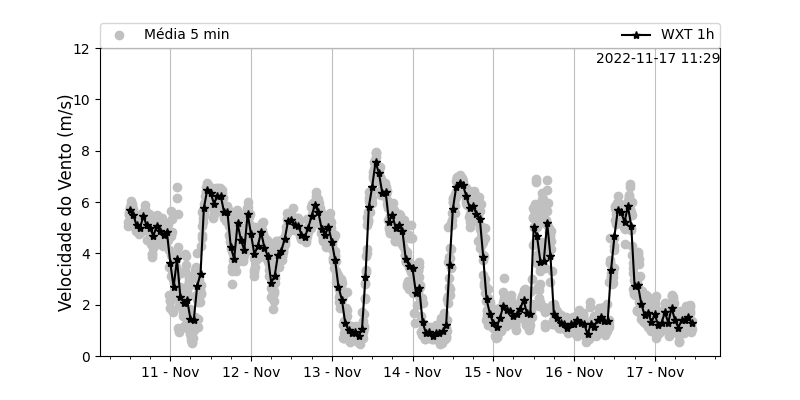 Média 5 min WXT 1h
2022-11-17 11:29
Velocidade do Vento (m/s)
12
10
8
6
4
2
0
11 - Nov 12 - Nov 13 - Nov 14 - Nov 15 - Nov 16 - Nov 17 - Nov